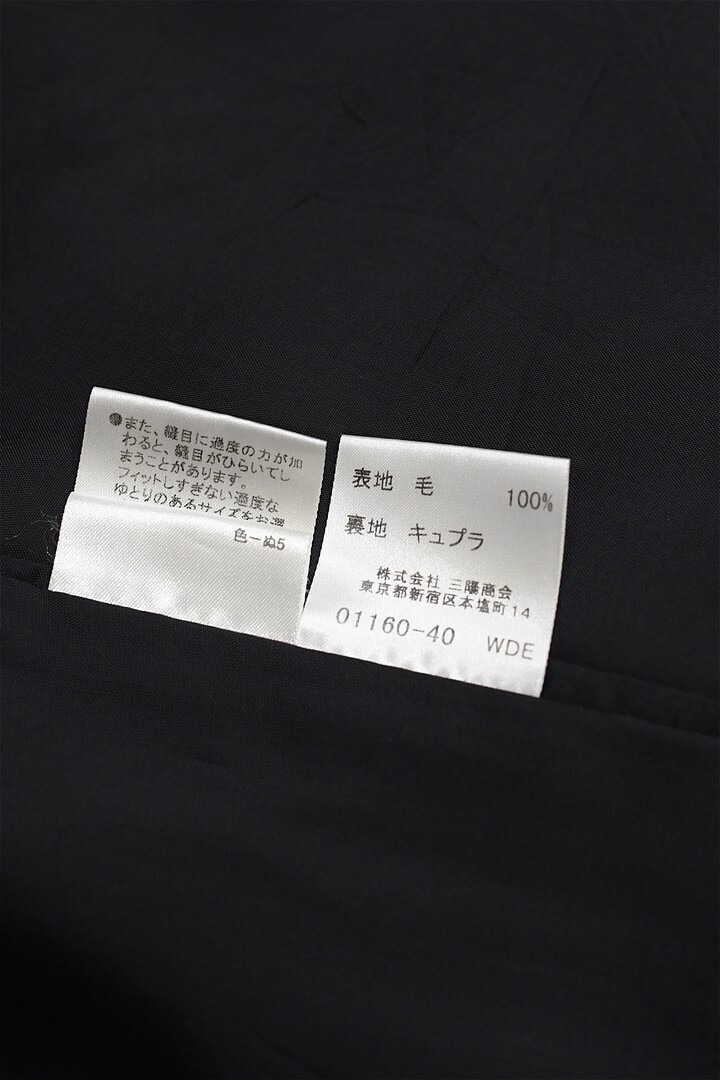 ●また、縫目に過度の力が加
わると、縫目がひらいてし
まうことがあります。
フィットしすぎない適度な
ゆとりのあるサイズをお選
色ーぬ5
表地 毛 100%
裏地 キュプラ
株式会社 三陽商会
東京都新宿区本塩町14
01160-40 WDE